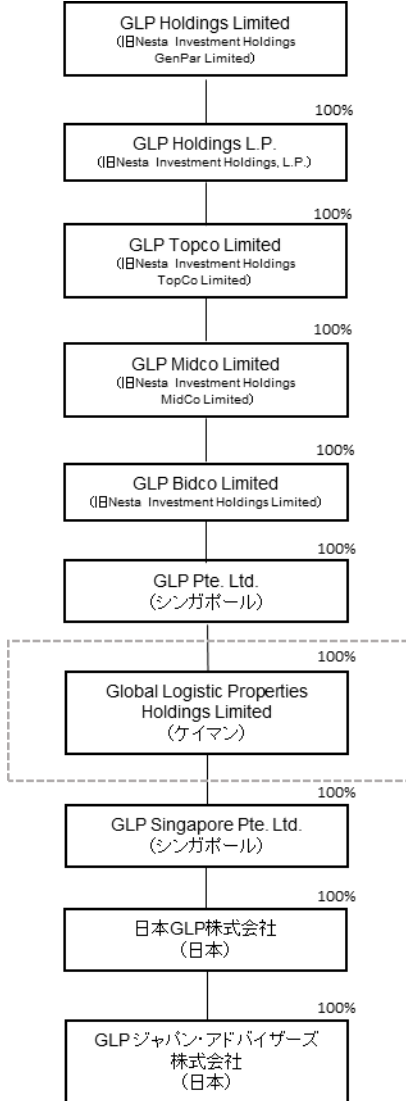 GLP Holdings Limited
(旧Nesta Investment Holdings
GenPar Limited)
100%
GLP Holdings L.P.
(旧Nesta Investment Holdings, L.P.)
100%
GLP Topco Limited
(旧Nesta Investment Holdings
TopCo Limited)
100%
GLP Midco Limited
(旧Nesta Investment Holdings
MidCo Limited)
100%
GLP Bidco Limited
(旧Nesta Investment Holdings Limited)
100%
GLP Pte. Ltd.
(シンガポール)
100%
Global Logistic Properties
Holdings Limited
(ケイマン)
100%
GLP Singapore Pte. Ltd.
(シンガポール)
100%
日本GLP株式会社
(日本)
100%
GLPジャパン・アドバイザーズ
株式会社
(日本)